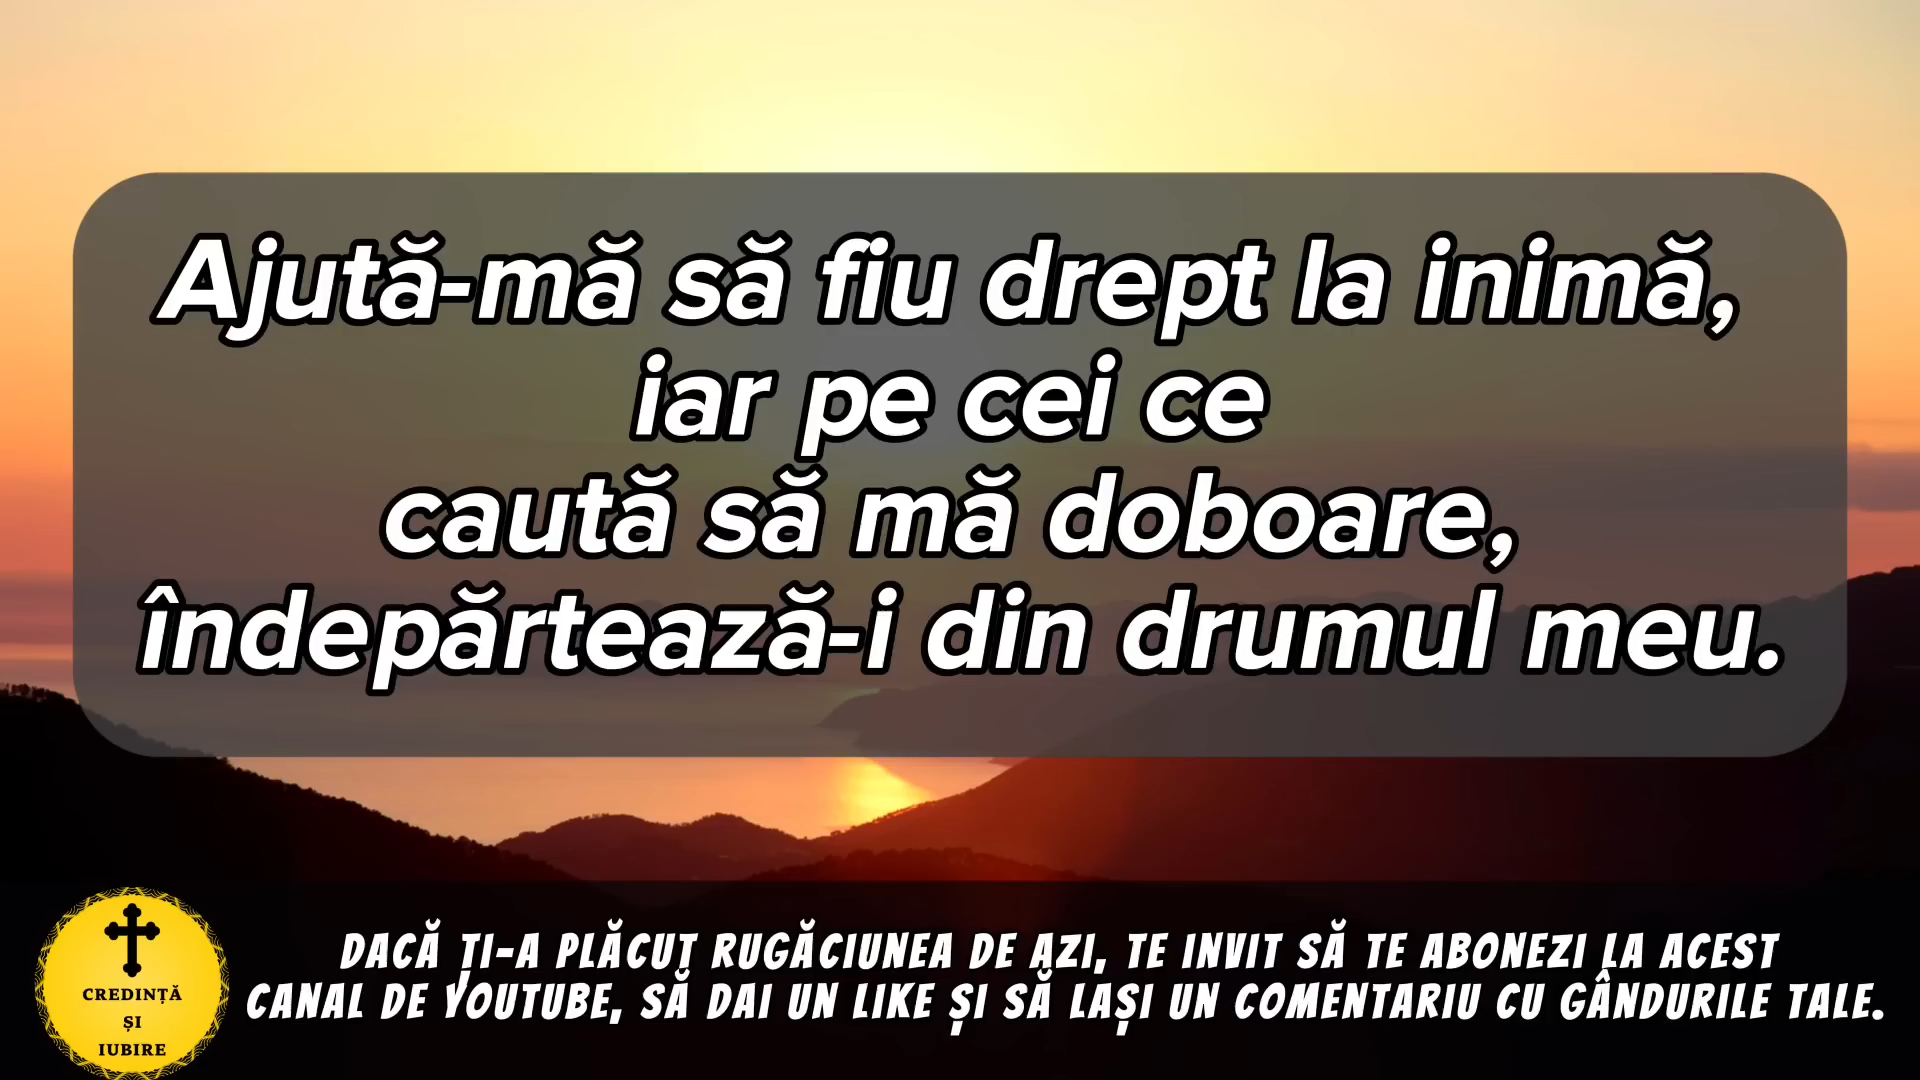 Ajută-mă să fiu drept la inimă,
iar pe cei ce
caută să mă doboare,
îndepărtează-i din drumul meu.
DACĂ ȚI-A PLĂCUT RUGĂCIUNEA DE AZI, TE INVIT SĂ TE ABONEZI LA ACEST
CANAL DE YOUTUBE, SĂ DAI UN LIKE ȘI SĂ LAȘI UN COMENTARIU CU GÂNDURILE TALE.
CREDINȚĂ
ȘI
IUBIRE